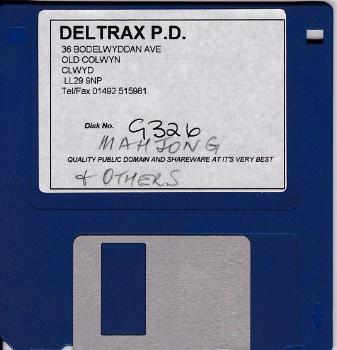 DELTRAX P.D.
36 BODELWYDDAN AVE
OLD COLWYN
CLWYD
LL29 9NP
Tel/Fax 01492 515981
Disk No. G326
MAHJONG
QUALITY PUBLIC DOMAIN AND SHAREWARE AT IT'S VERY BEST
& OTHERS